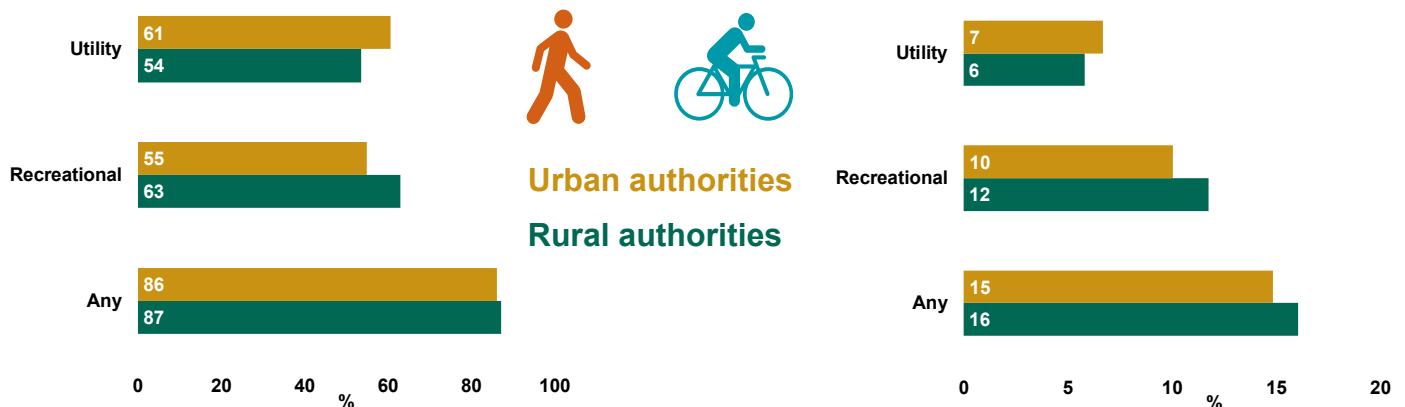 Utility
61
54
Recreational
55
63
Any
86
87
0 20 40 60 80 100
%
Urban authorities
Rural authorities
Utility
7
6
Recreational
10
12
Any
15
16
0 5 10 15 20
%